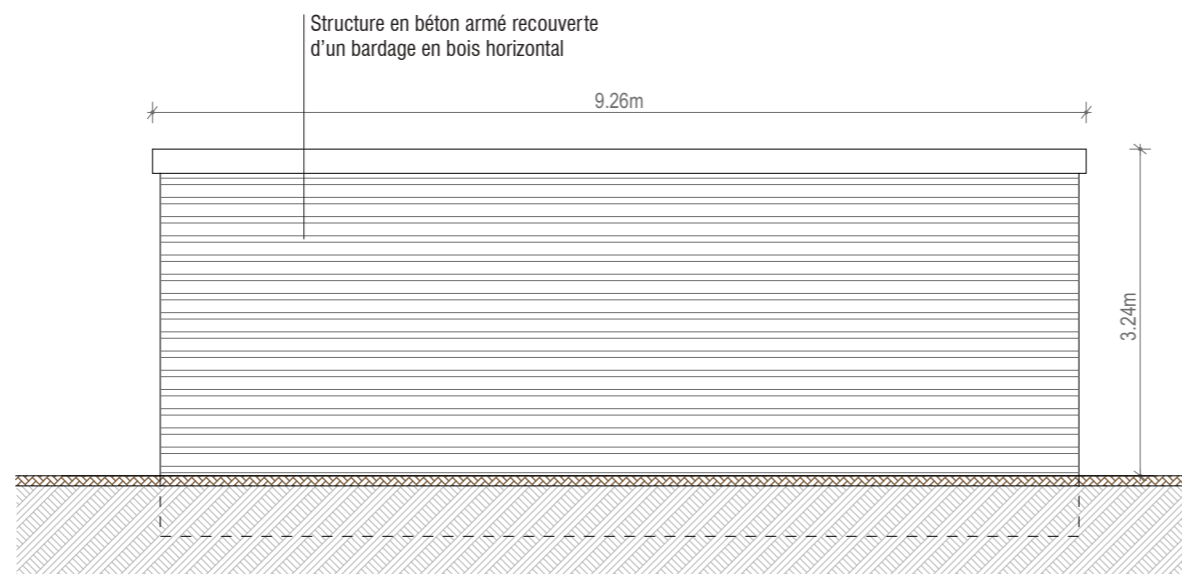 Structure en béton armé recouverte
d'un bardage en bois horizontal
9.26m
3.24m